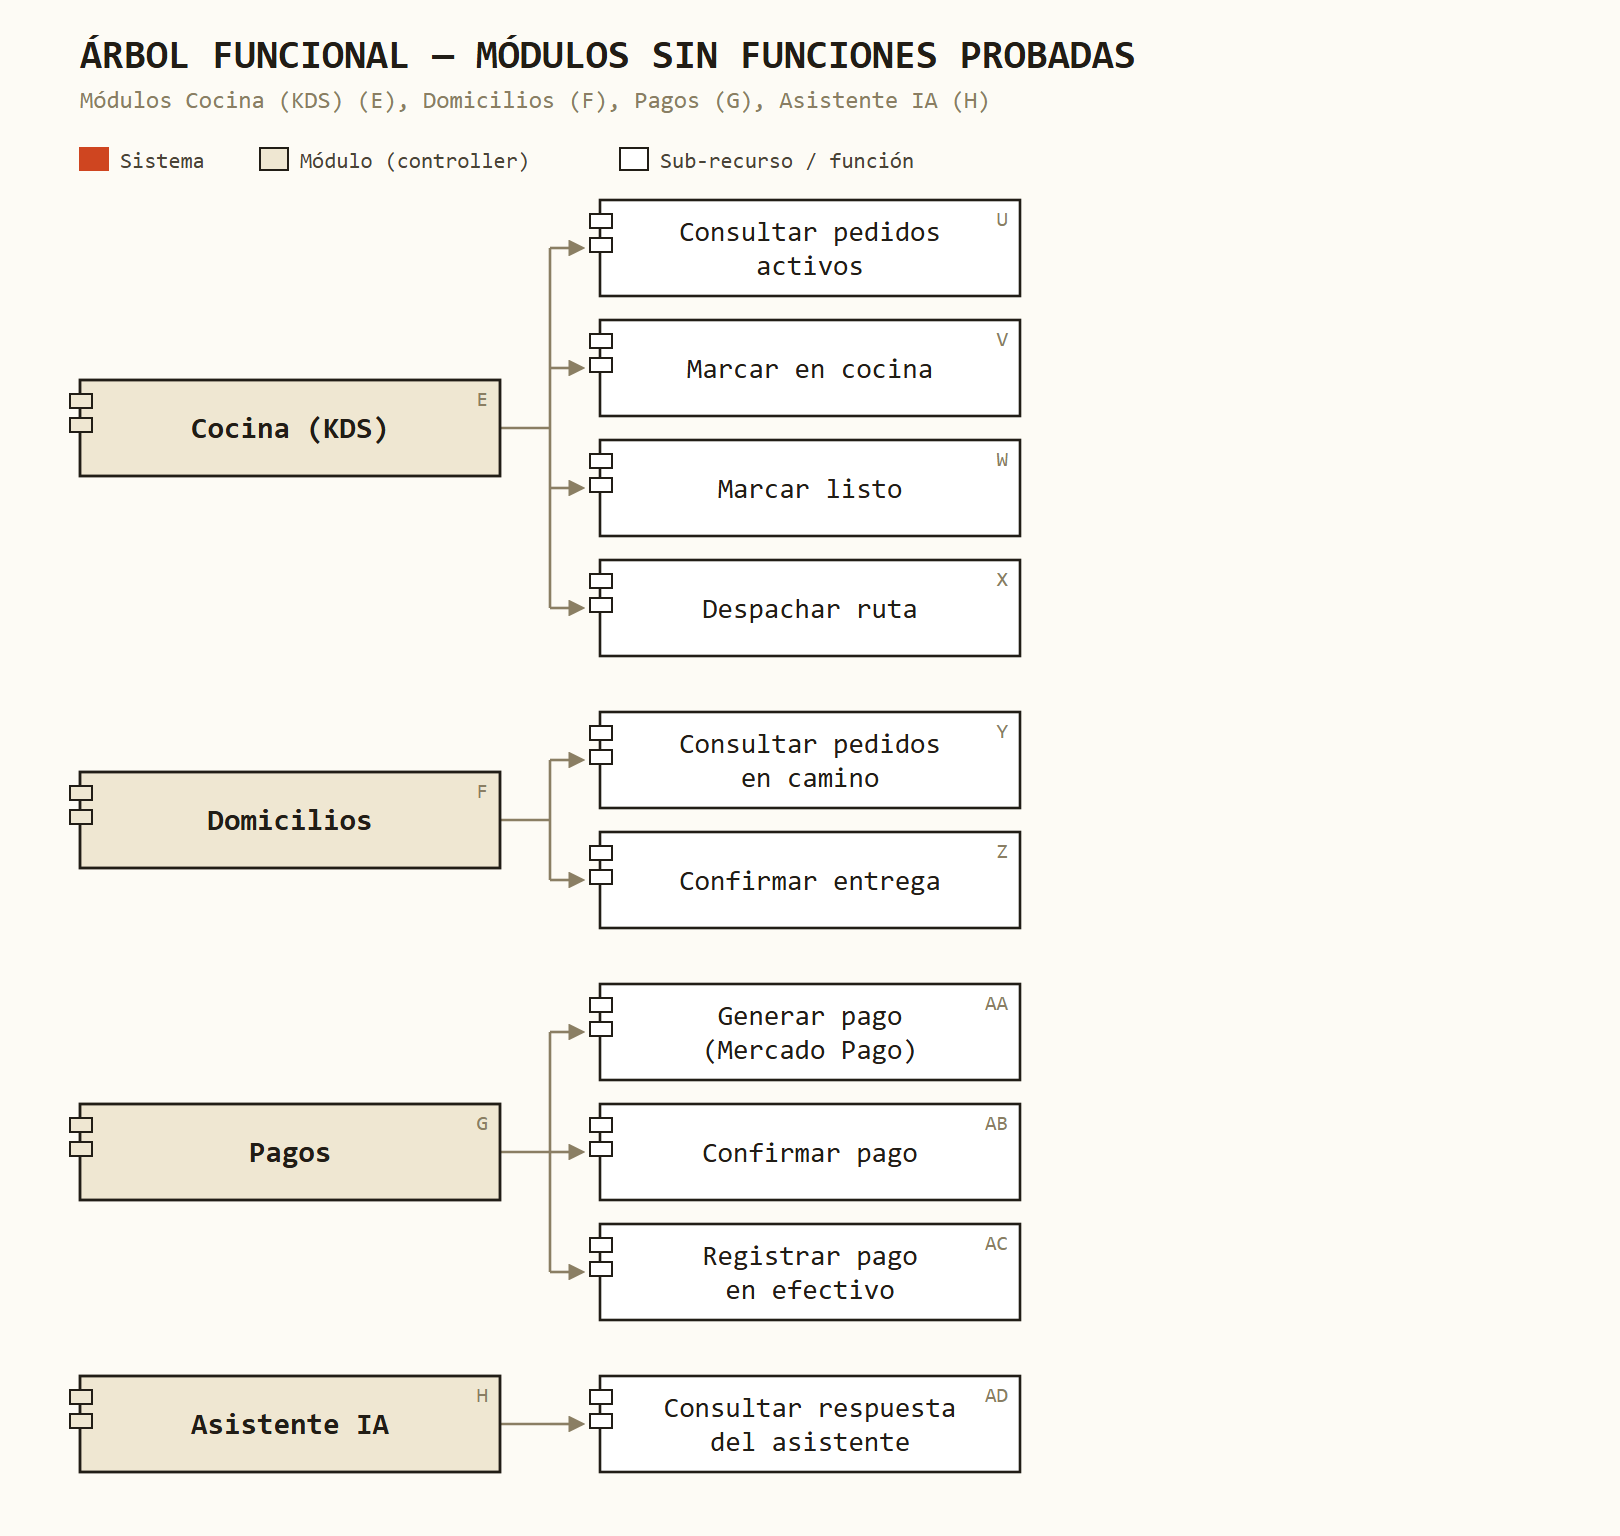 ÁRBOL FUNCIONAL — MÓDULOS SIN FUNCIONES PROBADAS
Módulos Cocina (KDS) (E), Domicilios (F), Pagos (G), Asistente IA (H)
Sistema
Módulo (controller)
Sub-recurso / función
U
Consultar pedidos
activos
V
Marcar en cocina
E
Cocina (KDS)
W
Marcar listo
X
Despachar ruta
Y
Consultar pedidos
en camino
F
Domicilios
Z
Confirmar entrega
AA
Generar pago
(Mercado Pago)
G
Pagos
AB
Confirmar pago
AC
Registrar pago
en efectivo
H
Asistente IA
AD
Consultar respuesta
del asistente